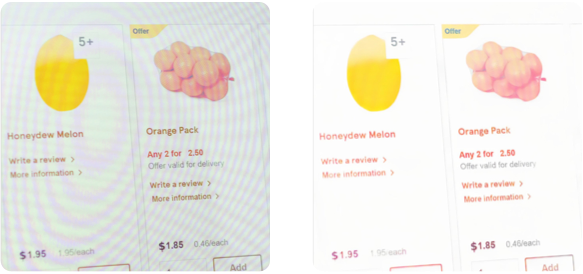 5+
Honeydew Melon
Write a review >
More information >
$1.95 1.95/each
Offer
Orange Pack
Any 2 for 2.50
Offer valid for delivery
Write a review >
More information >
$1.85 0.46/each
Add
5+
Honeydew Melon
Write a review >
More information >
$1.95 1.95/each
Offer
Orange Pack
Any 2 for 2.50
Offer valid for delivery
Write a review >
More information >
$1.85 0.46/each
Add